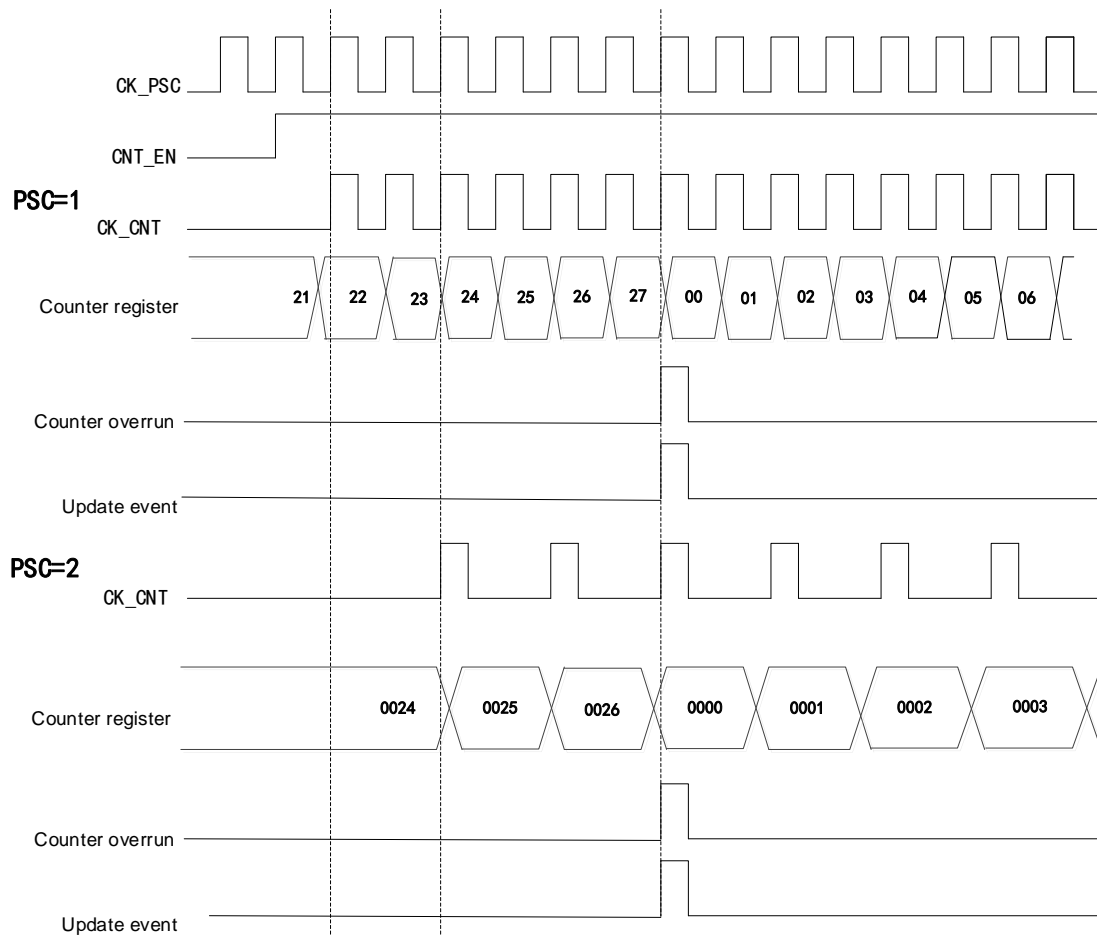 CK_PSC
CNT_EN
PSC=1
CK_CNT
Counter register 21 22 23 24 25 26 27 00 01 02 03 04 05 06
Counter overrun
Update event
PSC=2
CK_CNT
Counter register 0024 0025 0026 0000 0001 0002 0003
Counter overrun
Update event